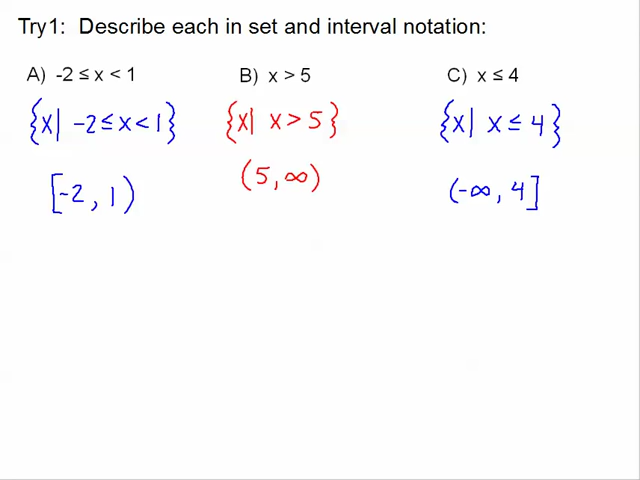 Try1: Describe each in set and interval notation:
A) -2 ≤ x < 1 B) x > 5 C) x ≤ 4
{x| -2 ≤ x < 1} {x| x > 5} {x| x ≤ 4}
[-2, 1) (5, ∞) (-∞, 4]